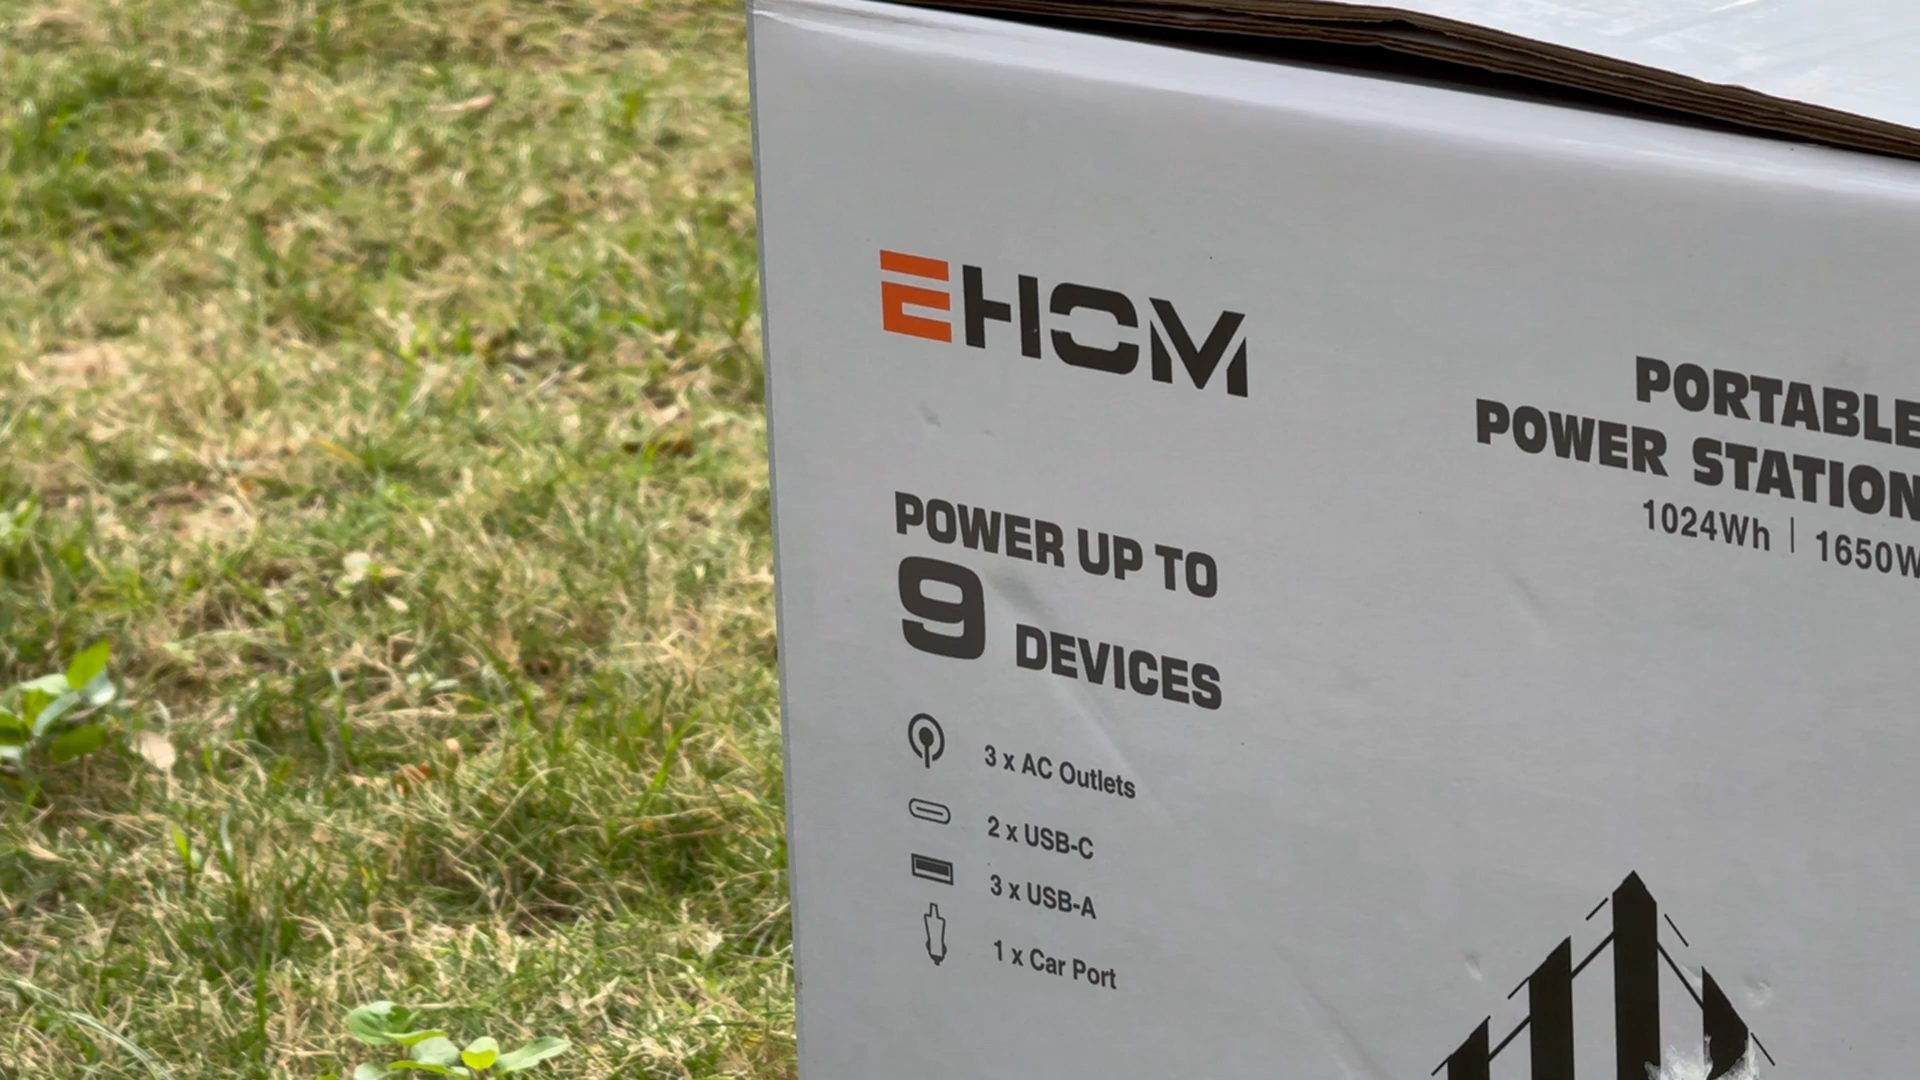 EHOM
PORTABLE
POWER STATION
1024Wh | 1650W
POWER UP TO
9 DEVICES
3 x AC Outlets
2 x USB-C
3 x USB-A
1 x Car Port